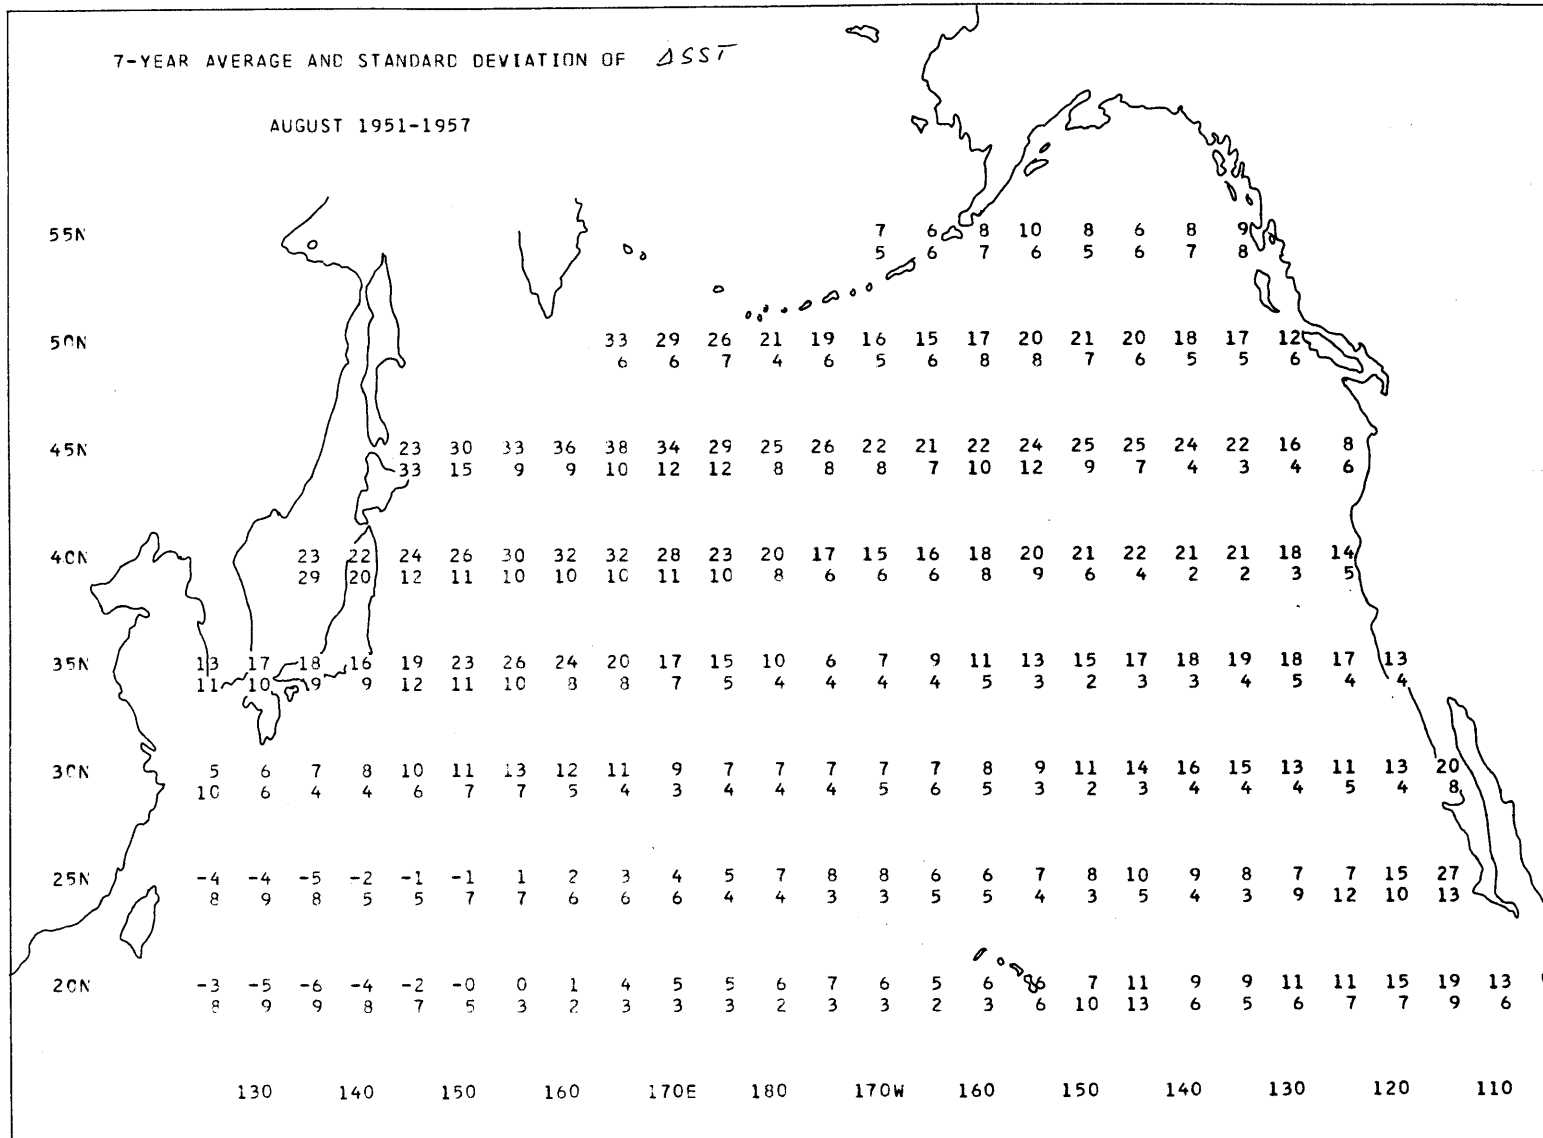 7-YEAR AVERAGE AND STANDARD DEVIATION OF ΔSST
AUGUST 1951-1957
55N 7 6 8 10 8 6 8 9
5 6 7 6 5 6 7 8
50N 33 29 26 21 19 16 15 17 20 21 20 18 17 12
6 6 7 4 6 5 6 8 8 7 6 5 5 6
45N 23 30 33 36 38 34 29 25 26 22 21 22 24 25 25 24 22 16 8
33 15 9 9 10 12 12 8 8 8 7 10 12 9 7 4 3 4 6
40N 23 22 24 26 30 32 32 28 23 20 17 15 16 18 20 21 22 21 21 18 14
29 20 12 11 10 10 10 11 10 8 6 6 6 8 9 6 4 2 2 3 5
35N 13 17 18 16 19 23 26 24 20 17 15 10 6 7 9 11 13 15 17 18 19 18 17 13
11 10 9 9 12 11 10 8 8 7 5 4 4 4 4 5 3 2 3 3 4 5 4 4
30N 5 6 7 8 10 11 13 12 11 9 7 7 7 7 7 8 9 11 14 16 15 13 11 13 20
10 6 4 4 6 7 7 5 4 3 4 4 4 5 6 5 3 2 3 4 4 4 5 4 8
25N -4 -4 -5 -2 -1 -1 1 2 3 4 5 7 8 8 6 6 7 8 10 9 8 7 7 15 27
8 9 8 5 5 7 7 6 6 6 4 4 3 3 5 5 4 3 5 4 3 9 12 10 13
20N -3 -5 -6 -4 -2 -0 0 1 4 5 5 6 7 6 5 6 6 7 11 9 9 11 11 15 19 13
8 9 9 8 7 5 3 2 3 3 3 2 3 3 2 3 6 10 13 6 5 6 7 7 9 6
130 140 150 160 170E 180 170W 160 150 140 130 120 110